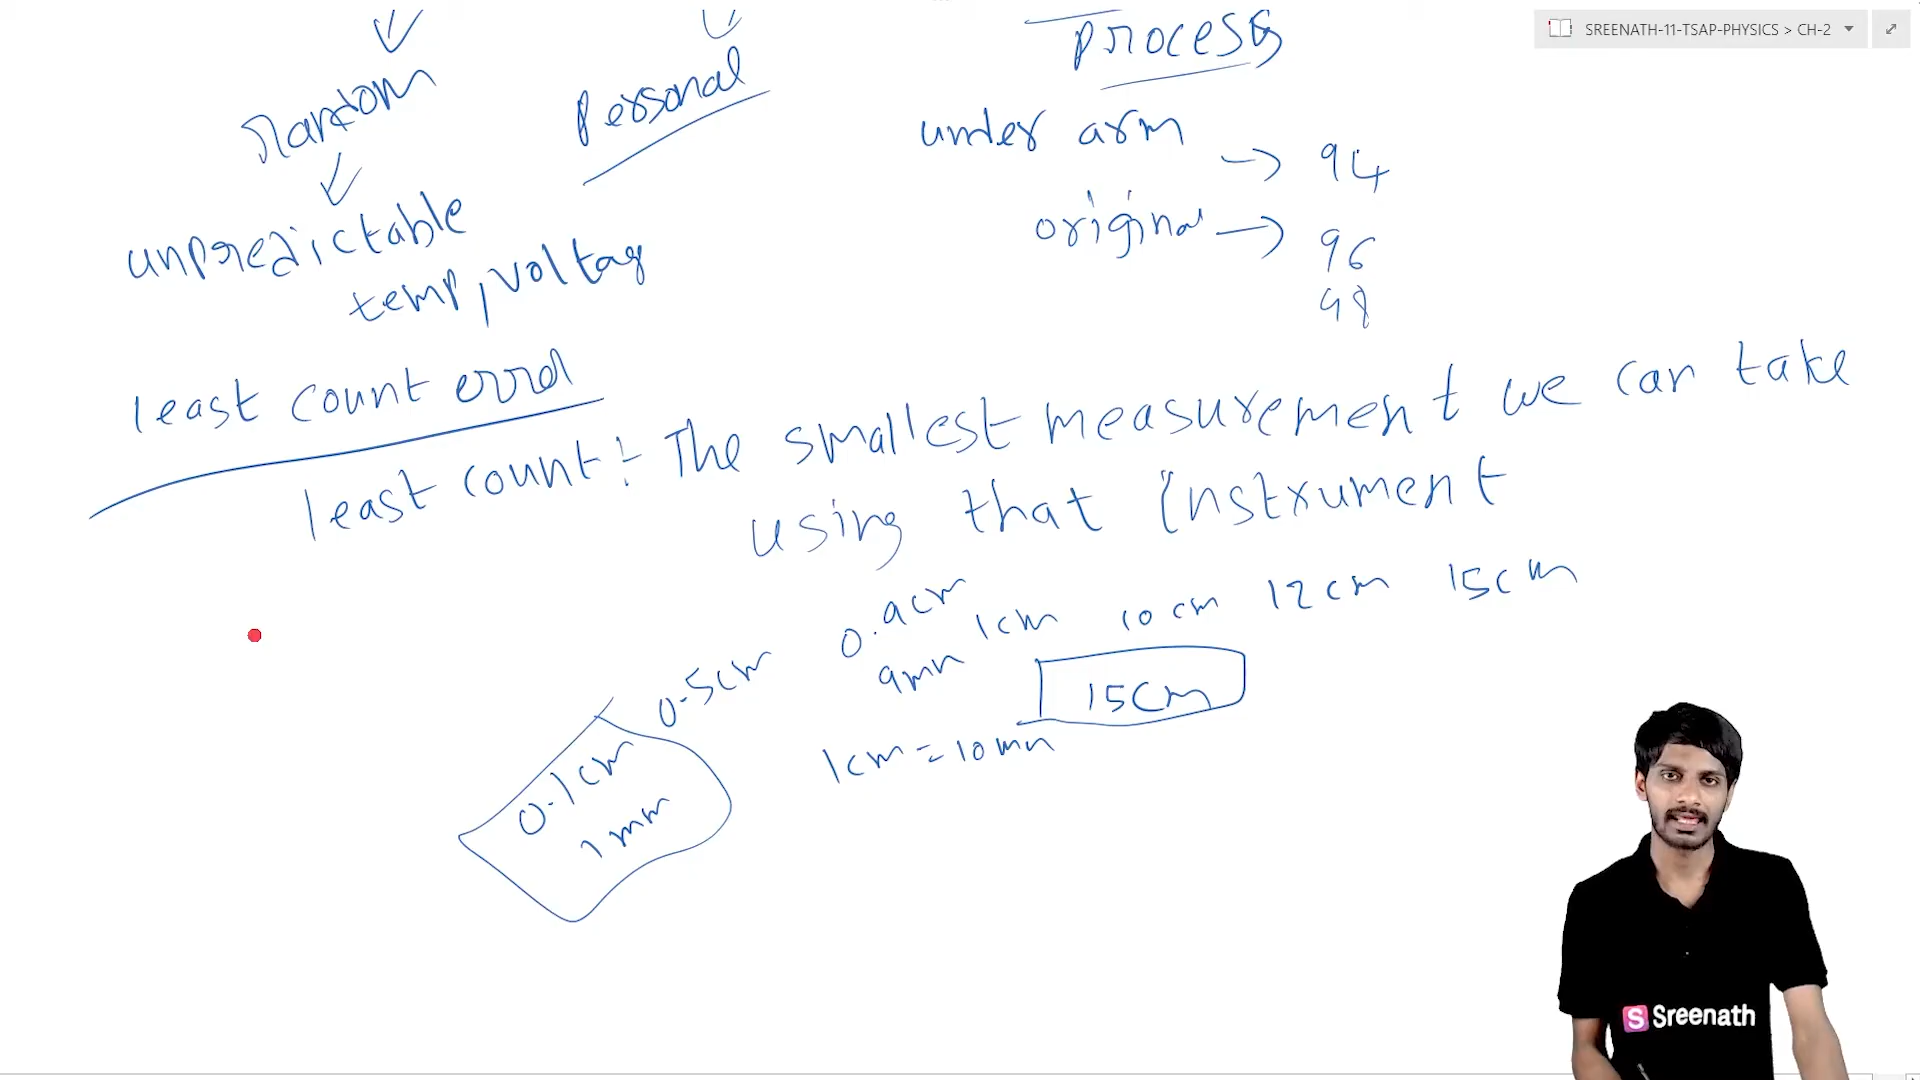 SREENATH-11-TSAP-PHYSICS > CH-2
Random
Personal
Process
under arm → 94
original → 96
98
unpredictable
temp, voltag
least count error
least count :- The smallest measurement we can take
using that instrument
0.5cm 0.9cm 1cm 10cm 12cm 15cm
9mm
15cm
0.1cm
1mm
1cm = 10mm
S Sreenath